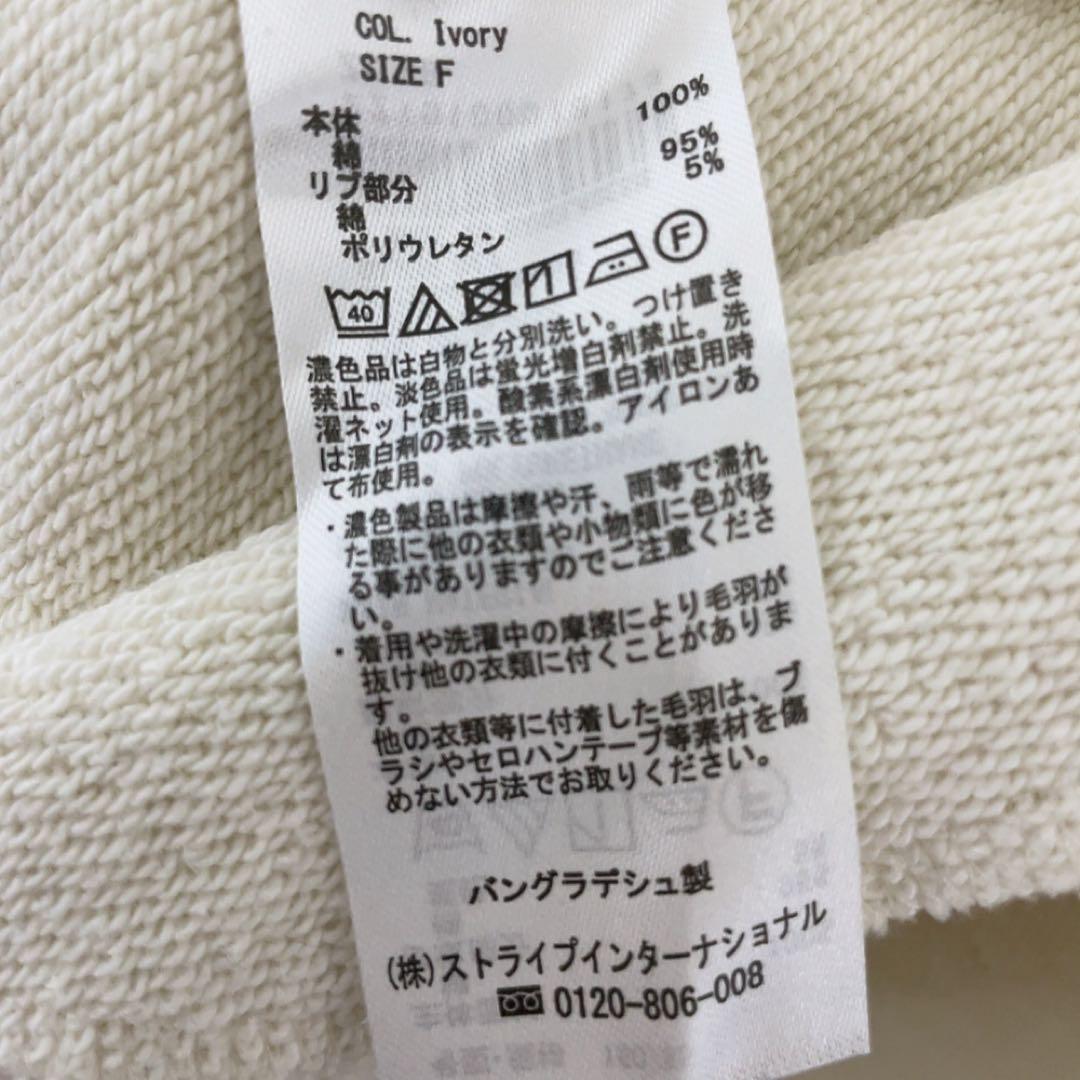 COL. Ivory
SIZE F
本体
綿 100%
リブ部分
綿 95%
ポリウレタン 5%
40 F
濃色品は白物と分別洗い。つけ置き
禁止。淡色品は蛍光増白剤禁止。洗
濯ネット使用。酸素系漂白剤使用時
は漂白剤の表示を確認。アイロンあ
て布使用。
・濃色製品は摩擦や汗、雨等で濡れ
た際に他の衣類や小物類に色が移
る事がありますのでご注意くださ
い。
・着用や洗濯中の摩擦により毛羽が
抜け他の衣類に付くことがありま
す。
他の衣類等に付着した毛羽は、ブ
ラシやセロハンテープ等素材を傷
めない方法でお取りください。
バングラデシュ製
(株)ストライプインターナショナル
0120-806-008